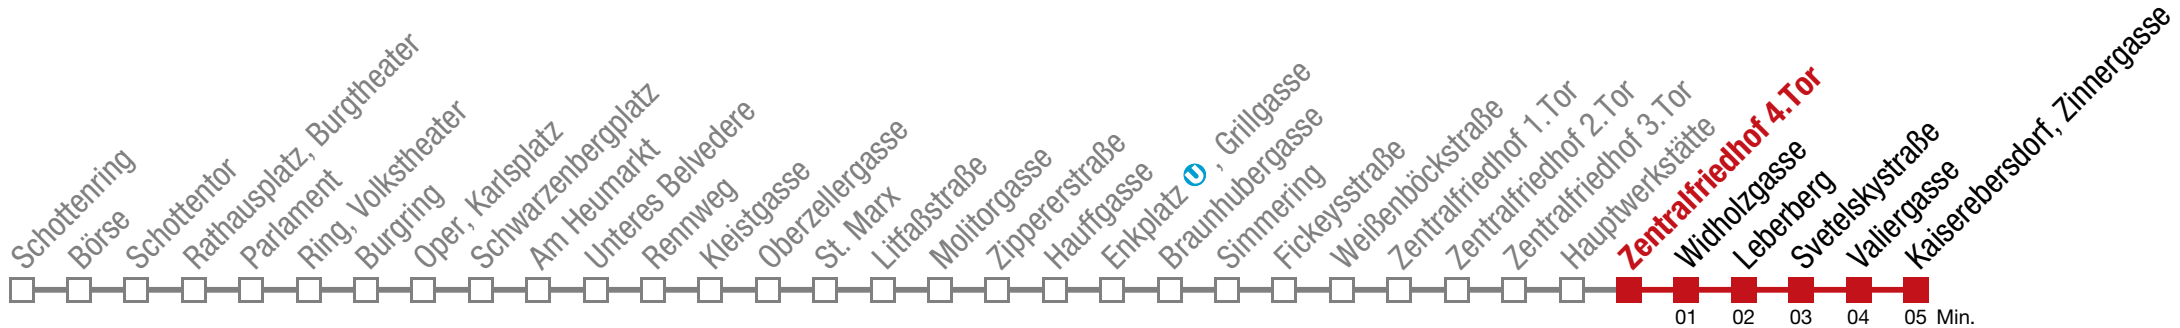 Schottenring
Börse
Schottentor
Rathausplatz, Burgtheater
Parlament
Ring, Volkstheater
Burgring
Oper, Karlsplatz
Schwarzenbergplatz
Am Heumarkt
Unteres Belvedere
Rennweg
Kleistgasse
Oberzellergasse
St. Marx
Litfaßstraße
Molitorgasse
Zippererstraße
Hauffgasse
Enkplatz U, Grillgasse
Braunhubergasse
Simmering
Fickeysstraße
Weißenböckstraße
Zentralfriedhof 1.Tor
Zentralfriedhof 2.Tor
Zentralfriedhof 3.Tor
Hauptwerkstätte
Zentralfriedhof 4.Tor
Widholzgasse
Leberberg
Svetelskystraße
Valiergasse
Kaiserebersdorf, Zinnergasse
01 02 03 04 05 Min.